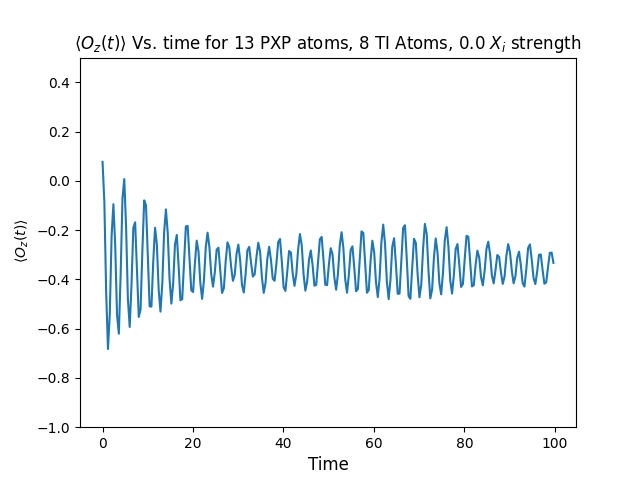 ⟨O_z(t)⟩ Vs. time for 13 PXP atoms, 8 TI Atoms, 0.0 X_i strength
0.4
0.2
0.0
−0.2
−0.4
−0.6
−0.8
−1.0
⟨O_z(t)⟩
0 20 40 60 80 100
Time